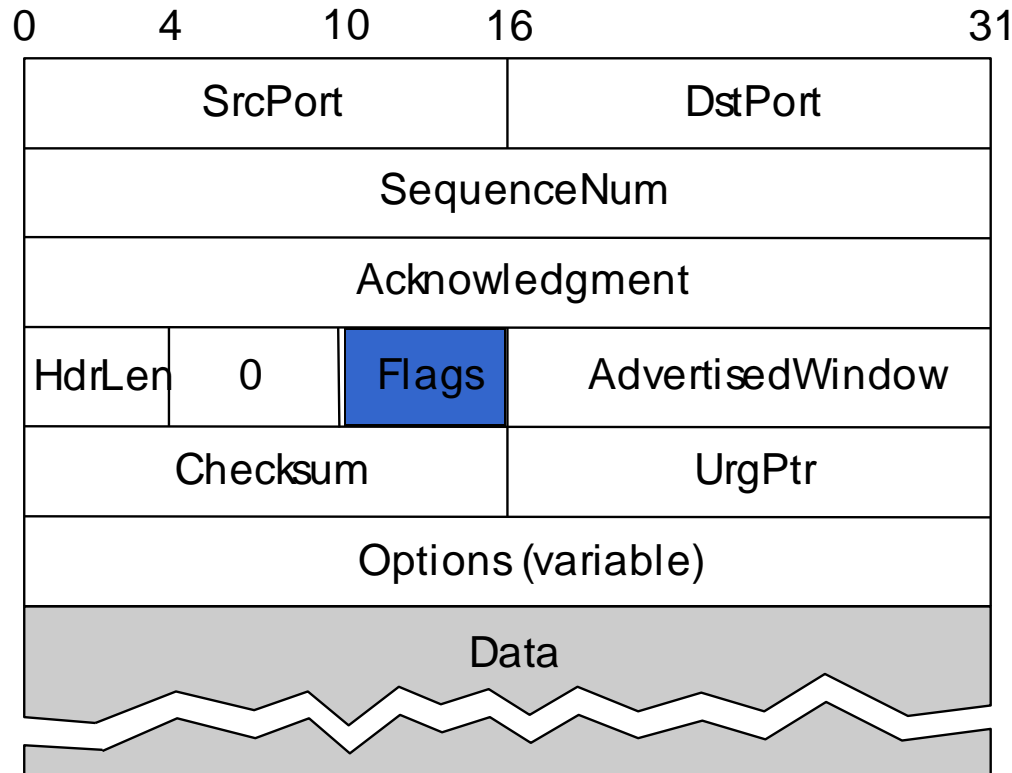 0 4 10 16 31
SrcPort DstPort
SequenceNum
Acknowledgment
HdrLen 0 Flags AdvertisedWindow
Checksum UrgPtr
Options (variable)
Data